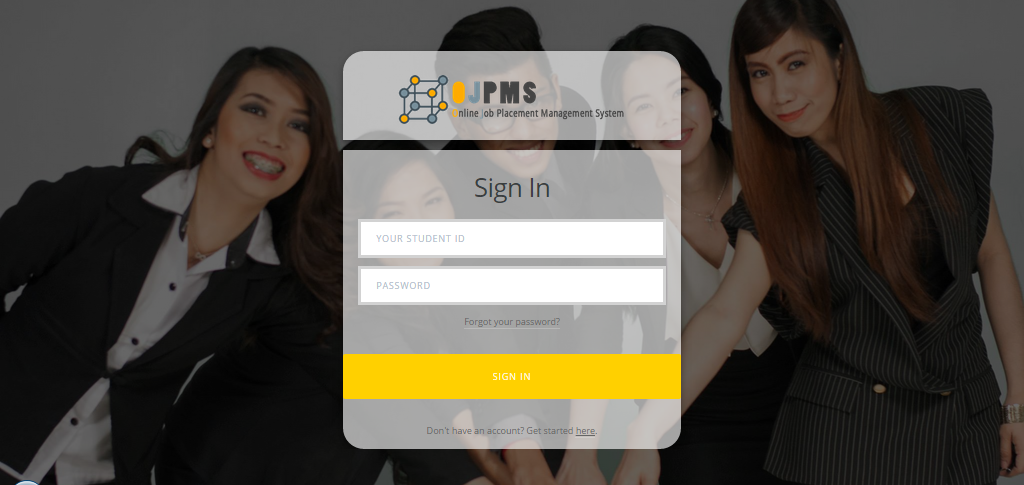 OJPMS
Online Job Placement Management System
Sign In
YOUR STUDENT ID
PASSWORD
Forgot your password?
SIGN IN
Don't have an account? Get started here.